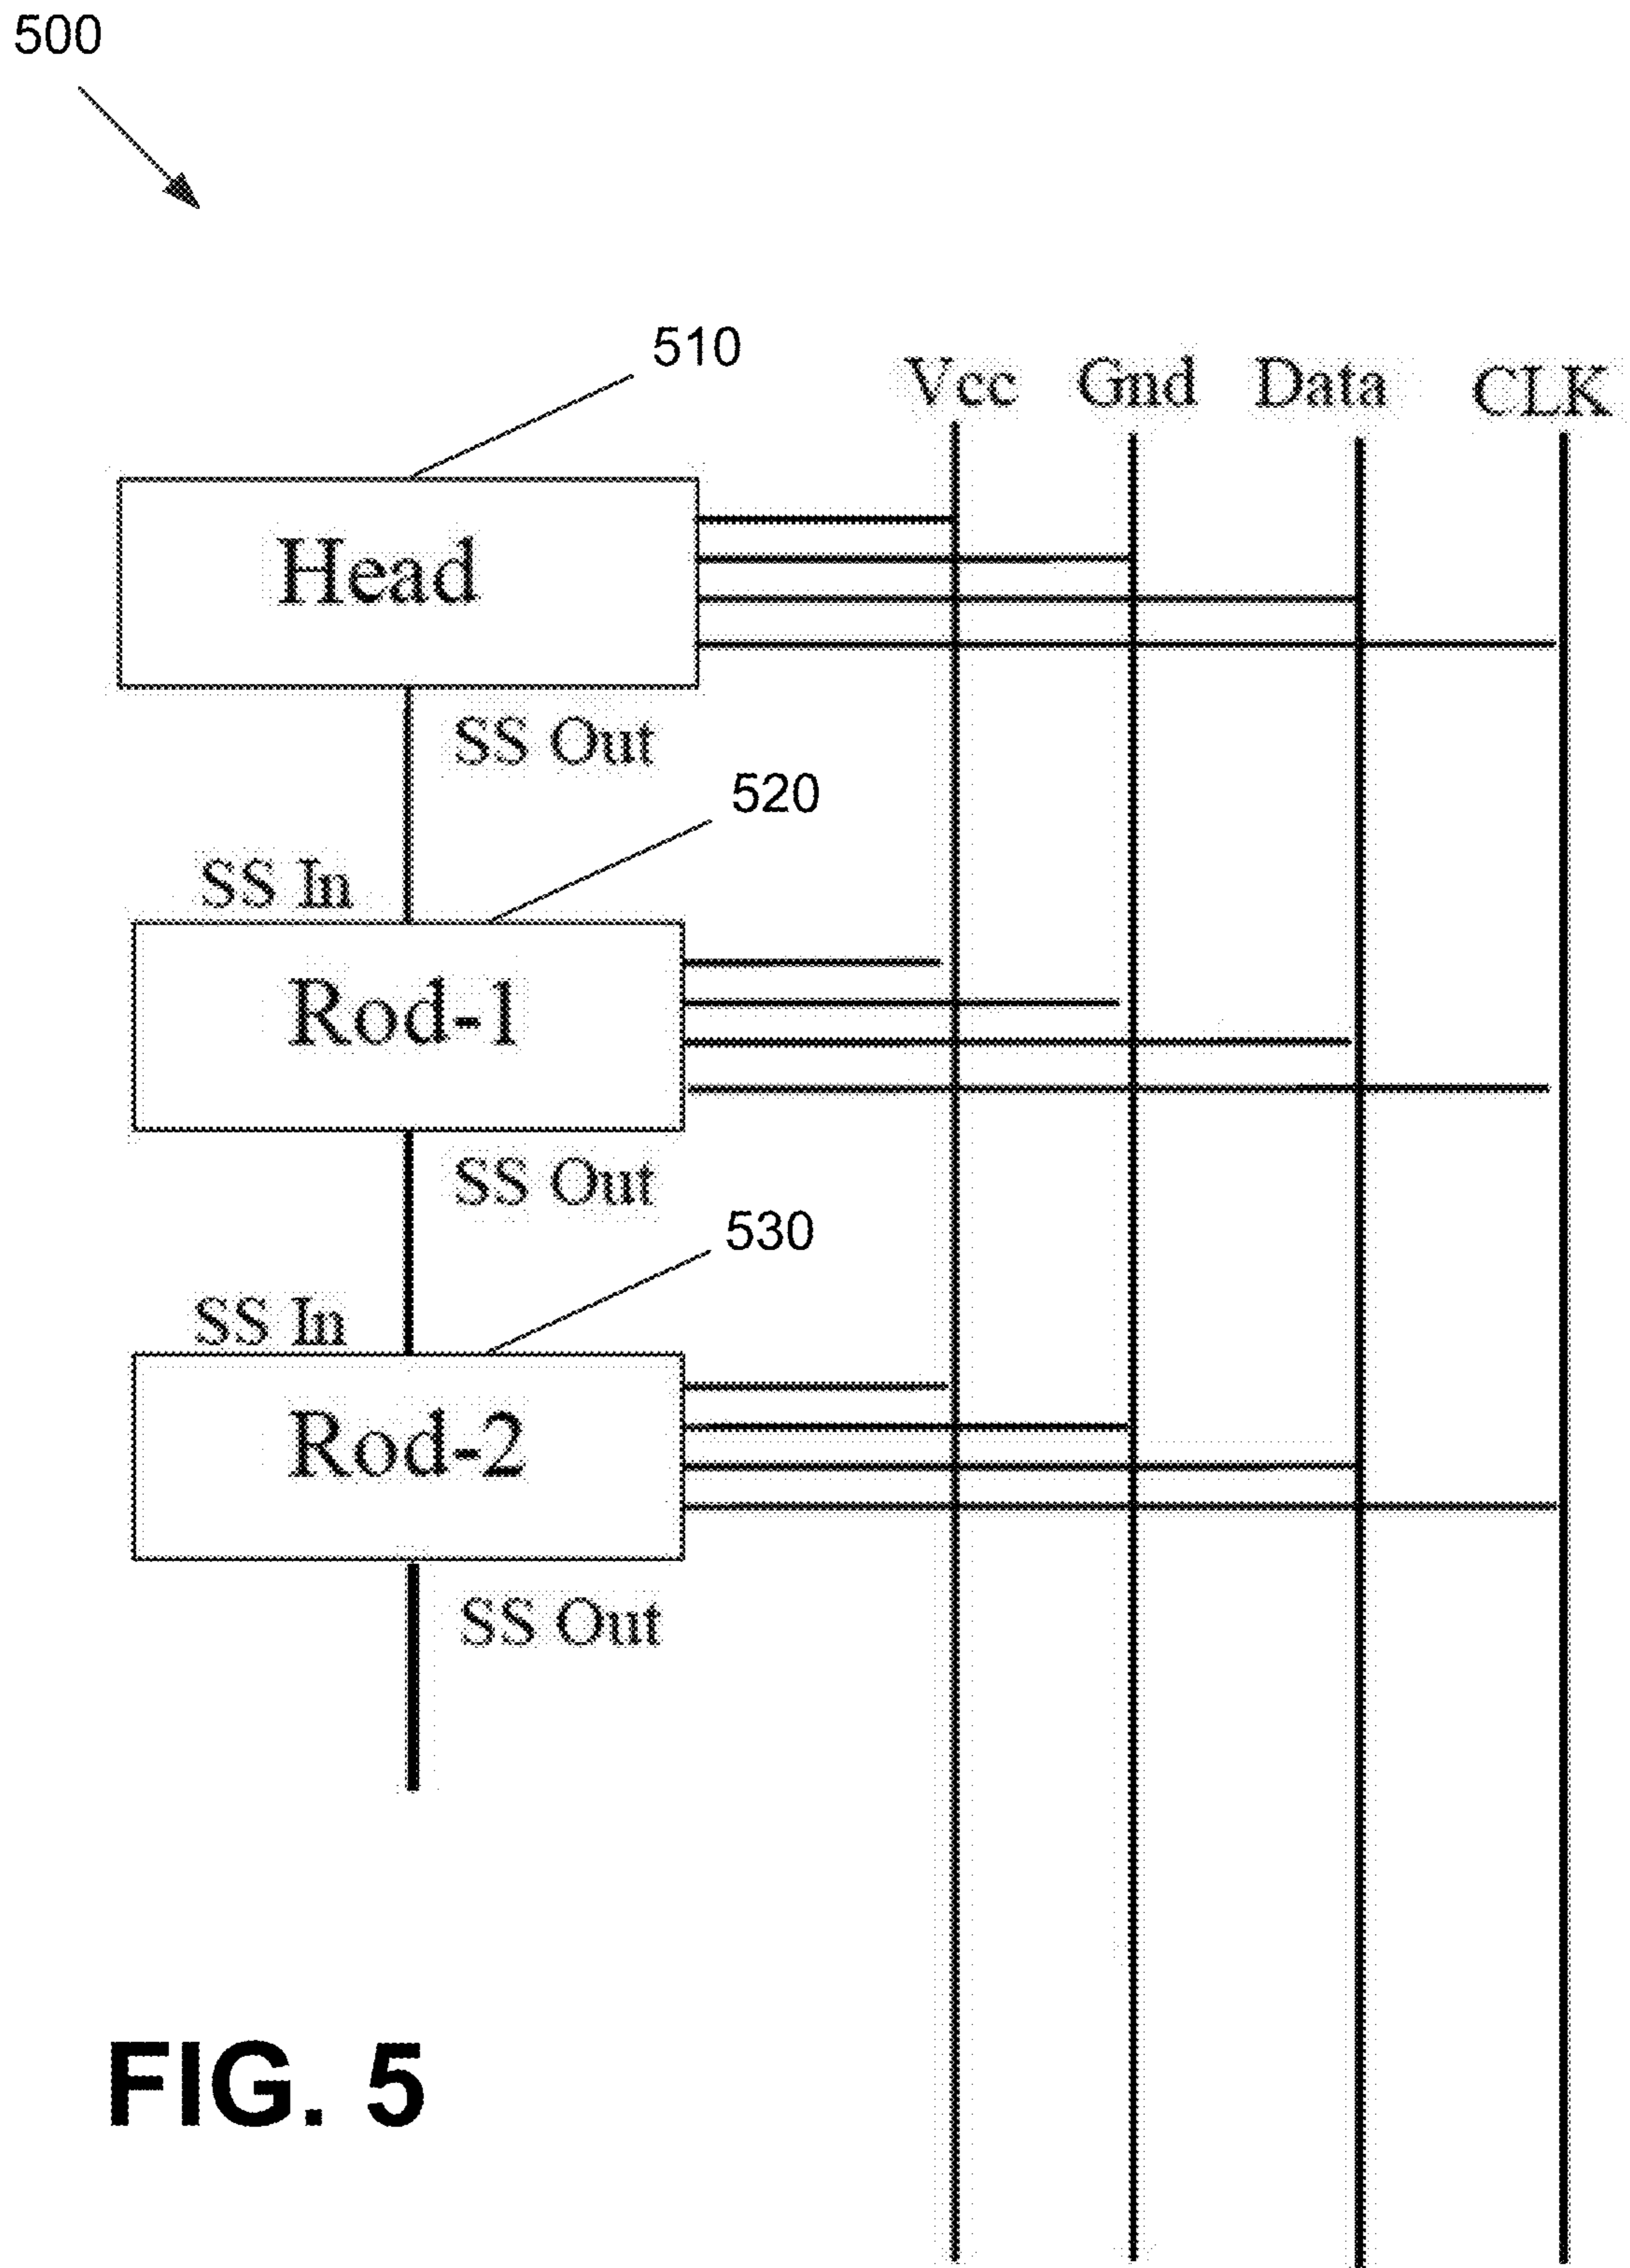 500
510
Vcc Gnd Data CLK
Head
SS Out
520
SS In
Rod-1
SS Out
530
SS In
Rod-2
SS Out
FIG. 5